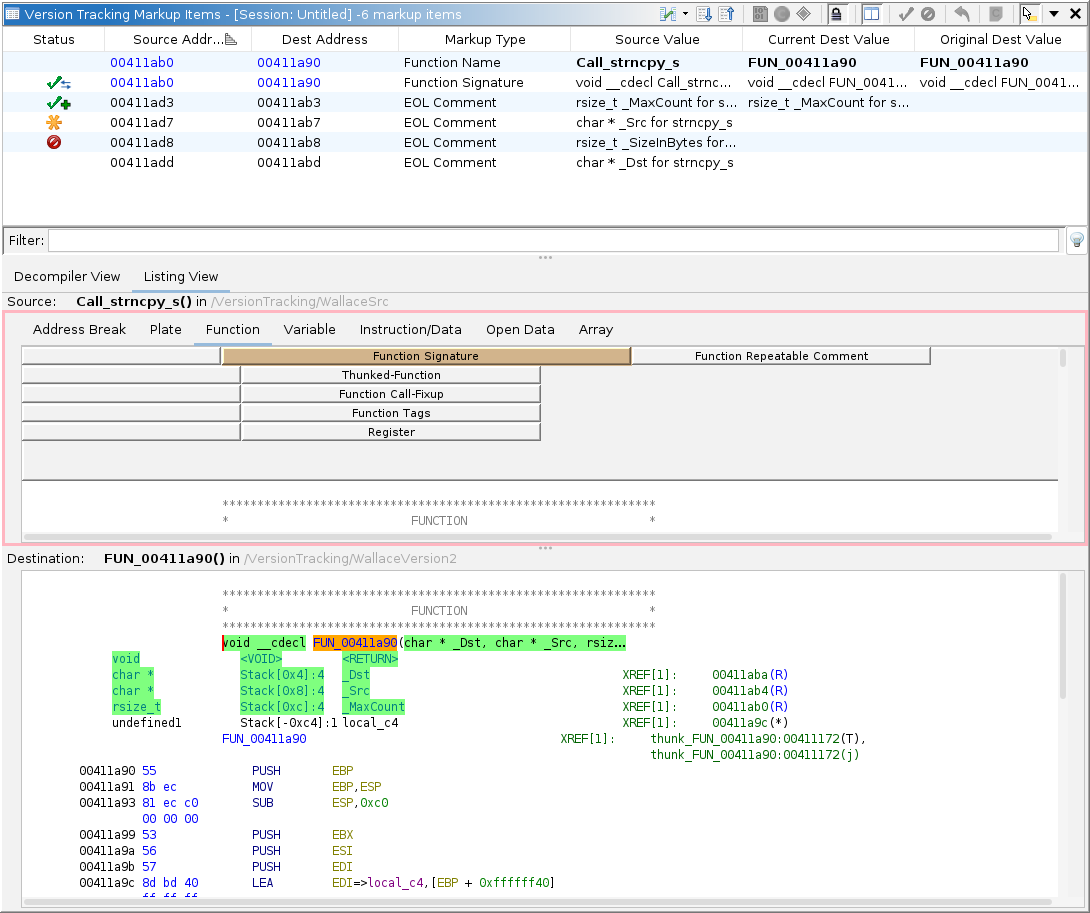 Version Tracking Markup Items - [Session: Untitled] -6 markup items
Status Source Addr... Dest Address Markup Type Source Value Current Dest Value Original Dest Value
00411ab0 00411a90 Function Name Call_strncpy_s FUN_00411a90 FUN_00411a90
00411ab0 00411a90 Function Signature void __cdecl Call_strnc... void __cdecl FUN_0041... void __cdecl FUN_0041...
00411ad3 00411ab3 EOL Comment rsize_t _MaxCount for s... rsize_t _MaxCount for s...
00411ad7 00411ab7 EOL Comment char * _Src for strncpy_s
00411ad8 00411ab8 EOL Comment rsize_t _SizeInBytes for...
00411add 00411abd EOL Comment char * _Dst for strncpy_s
Filter:
Decompiler View Listing View
Source: Call_strncpy_s() in /VersionTracking/WallaceSrc
Address Break Plate Function Variable Instruction/Data Open Data Array
Function Signature Function Repeatable Comment
Thunked-Function
Function Call-Fixup
Function Tags
Register
**************************************************************
* FUNCTION *
Destination: FUN_00411a90() in /VersionTracking/WallaceVersion2
**************************************************************
* FUNCTION *
**************************************************************
void __cdecl FUN_00411a90(char * _Dst, char * _Src, rsiz...
void <VOID> <RETURN>
char * Stack[0x4]:4 _Dst XREF[1]: 00411aba(R)
char * Stack[0x8]:4 _Src XREF[1]: 00411ab4(R)
rsize_t Stack[0xc]:4 _MaxCount XREF[1]: 00411ab0(R)
undefined1 Stack[-0xc4]:1 local_c4 XREF[1]: 00411a9c(*)
FUN_00411a90 XREF[1]: thunk_FUN_00411a90:00411172(T),
thunk_FUN_00411a90:00411172(j)
00411a90 55 PUSH EBP
00411a91 8b ec MOV EBP,ESP
00411a93 81 ec c0 SUB ESP,0xc0
00 00 00
00411a99 53 PUSH EBX
00411a9a 56 PUSH ESI
00411a9b 57 PUSH EDI
00411a9c 8d bd 40 LEA EDI=>local_c4,[EBP + 0xffffff40]
ff ff ff